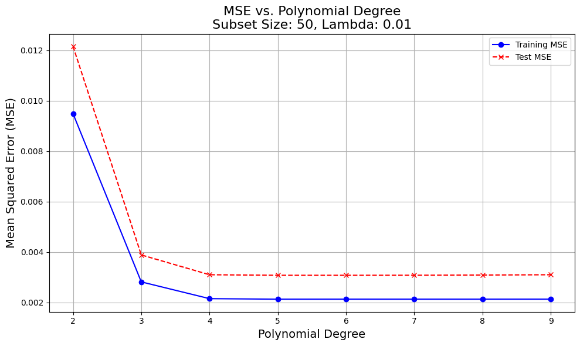 MSE vs. Polynomial Degree
Subset Size: 50, Lambda: 0.01
Training MSE
Test MSE
Mean Squared Error (MSE)
0.012
0.010
0.008
0.006
0.004
0.002
2 3 4 5 6 7 8 9
Polynomial Degree